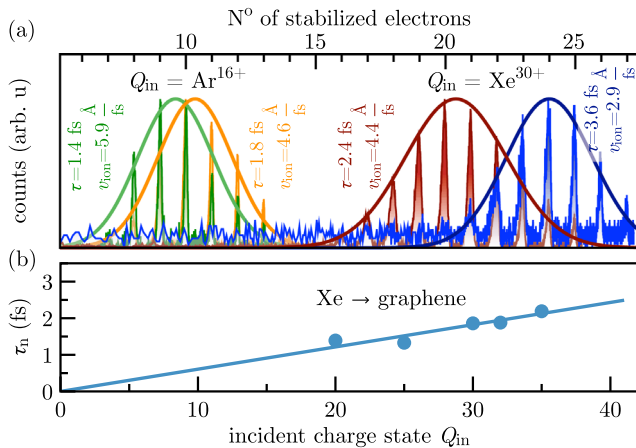 N° of stabilized electrons
(a)
10 15 20 25
counts (arb. u)
Q_in = Ar^16+
Q_in = Xe^30+
τ=1.4 fs
v_ion=5.9 Å/fs
τ=1.8 fs
v_ion=4.6 Å/fs
τ=2.4 fs
v_ion=4.4 Å/fs
τ=3.6 fs
v_ion=2.9 Å/fs
(b)
τ_n (fs)
3
2
1
0
Xe → graphene
0 10 20 30 40
incident charge state Q_in